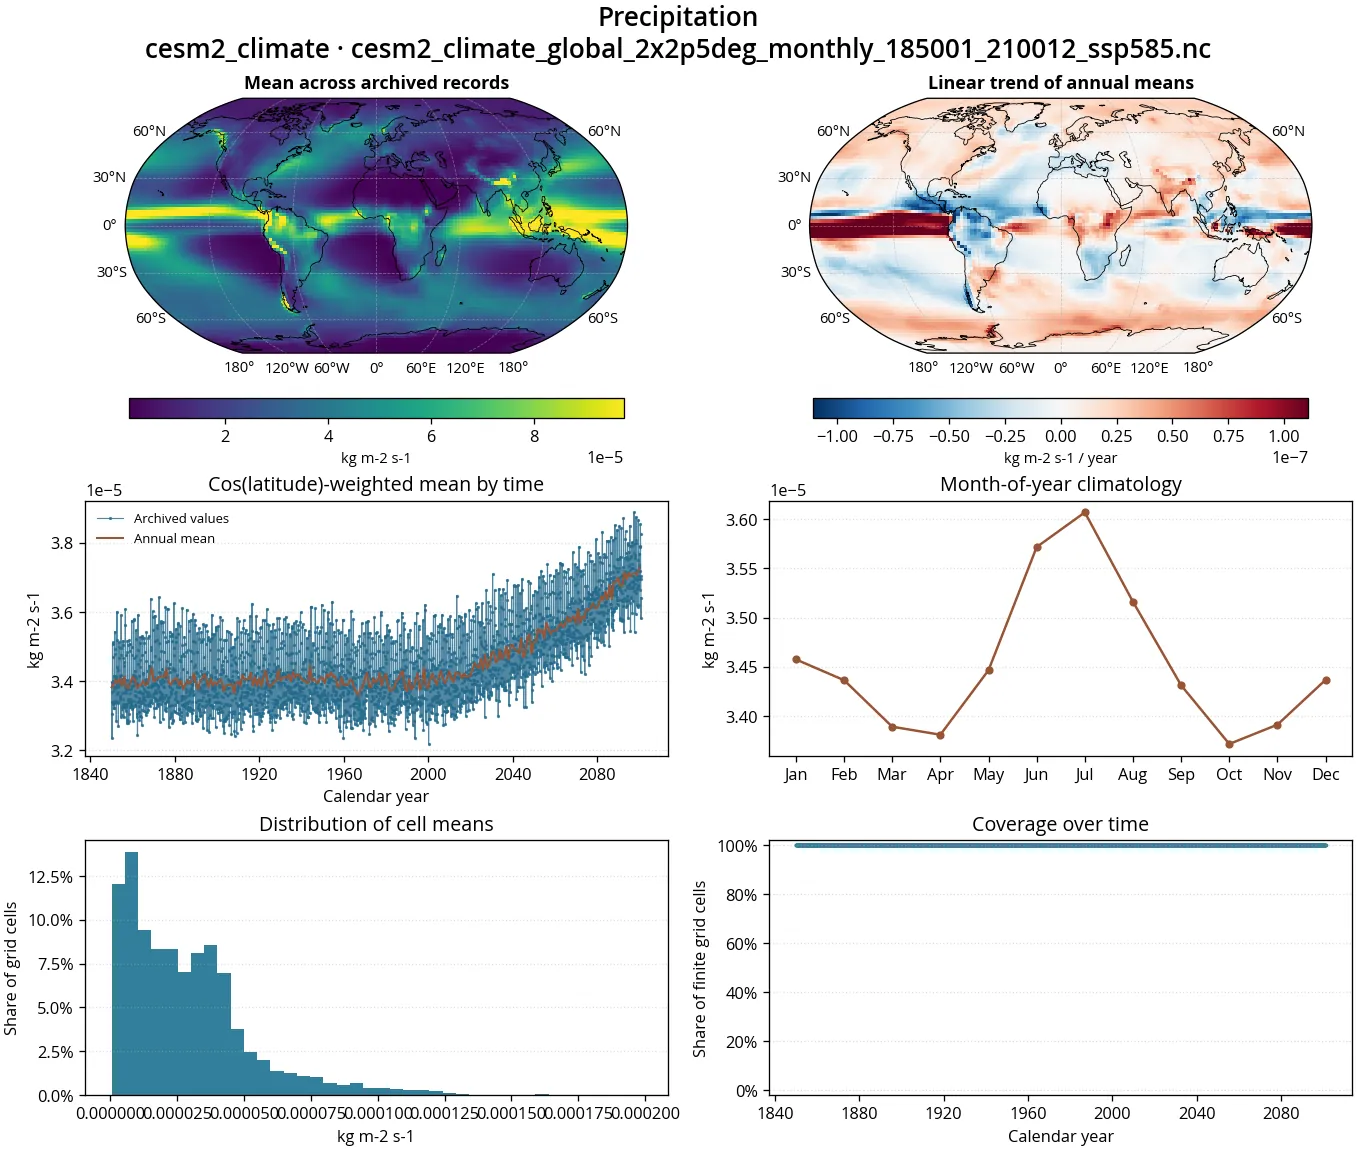 Precipitation
cesm2_climate · cesm2_climate_global_2x2p5deg_monthly_185001_210012_ssp585.nc
Mean across archived records
60°N 60°N
30°N
0°
30°S
60°S 60°S
180° 120°W 60°W 0° 60°E 120°E 180°
2 4 6 8
kg m-2 s-1 1e−5
Linear trend of annual means
60°N 60°N
30°N
0°
30°S
60°S 60°S
180° 120°W 60°W 0° 60°E 120°E 180°
−1.00 −0.75 −0.50 −0.25 0.00 0.25 0.50 0.75 1.00
kg m-2 s-1 / year 1e−7
Cos(latitude)-weighted mean by time
1e−5
Archived values
Annual mean
3.8
3.6
3.4
3.2
kg m-2 s-1
1840 1880 1920 1960 2000 2040 2080
Calendar year
Month-of-year climatology
1e−5
3.60
3.55
3.50
3.45
3.40
kg m-2 s-1
Jan Feb Mar Apr May Jun Jul Aug Sep Oct Nov Dec
Distribution of cell means
12.5%
10.0%
7.5%
5.0%
2.5%
0.0%
Share of grid cells
0.000000 0.000025 0.000050 0.000075 0.000100 0.000125 0.000150 0.000175 0.000200
kg m-2 s-1
Coverage over time
100%
80%
60%
40%
20%
0%
Share of finite grid cells
1840 1880 1920 1960 2000 2040 2080
Calendar year